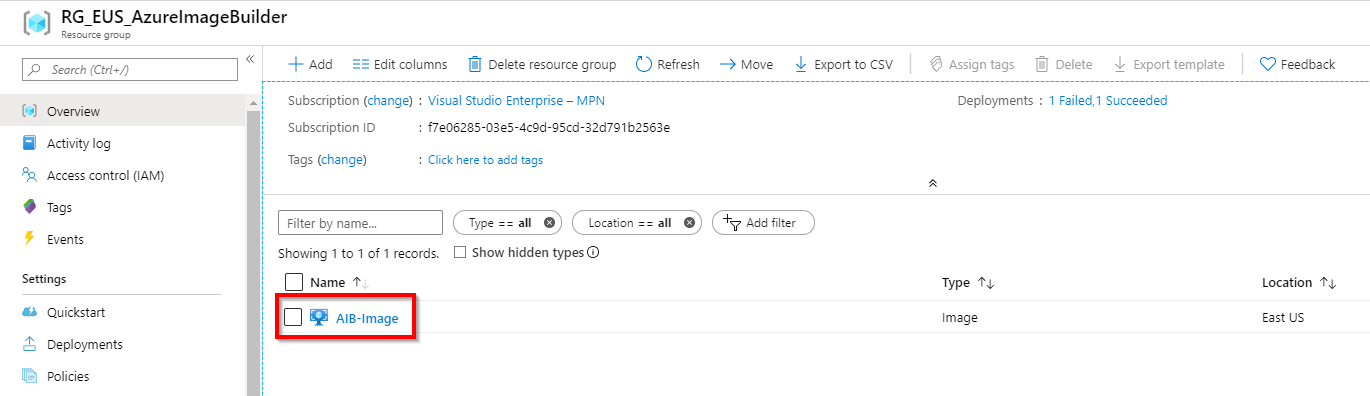 RG_EUS_AzureImageBuilder
Resource group
Search (Ctrl+/)
Overview
Activity log
Access control (IAM)
Tags
Events
Settings
Quickstart
Deployments
Policies
Add Edit columns Delete resource group Refresh Move Export to CSV Assign tags Delete Export template Feedback
Subscription (change) : Visual Studio Enterprise – MPN Deployments : 1 Failed,1 Succeeded
Subscription ID : f7e06285-03e5-4c9d-95cd-32d791b2563e
Tags (change) : Click here to add tags
Filter by name... Type == all Location == all Add filter
Showing 1 to 1 of 1 records. Show hidden types
Name Type Location
AIB-Image Image East US